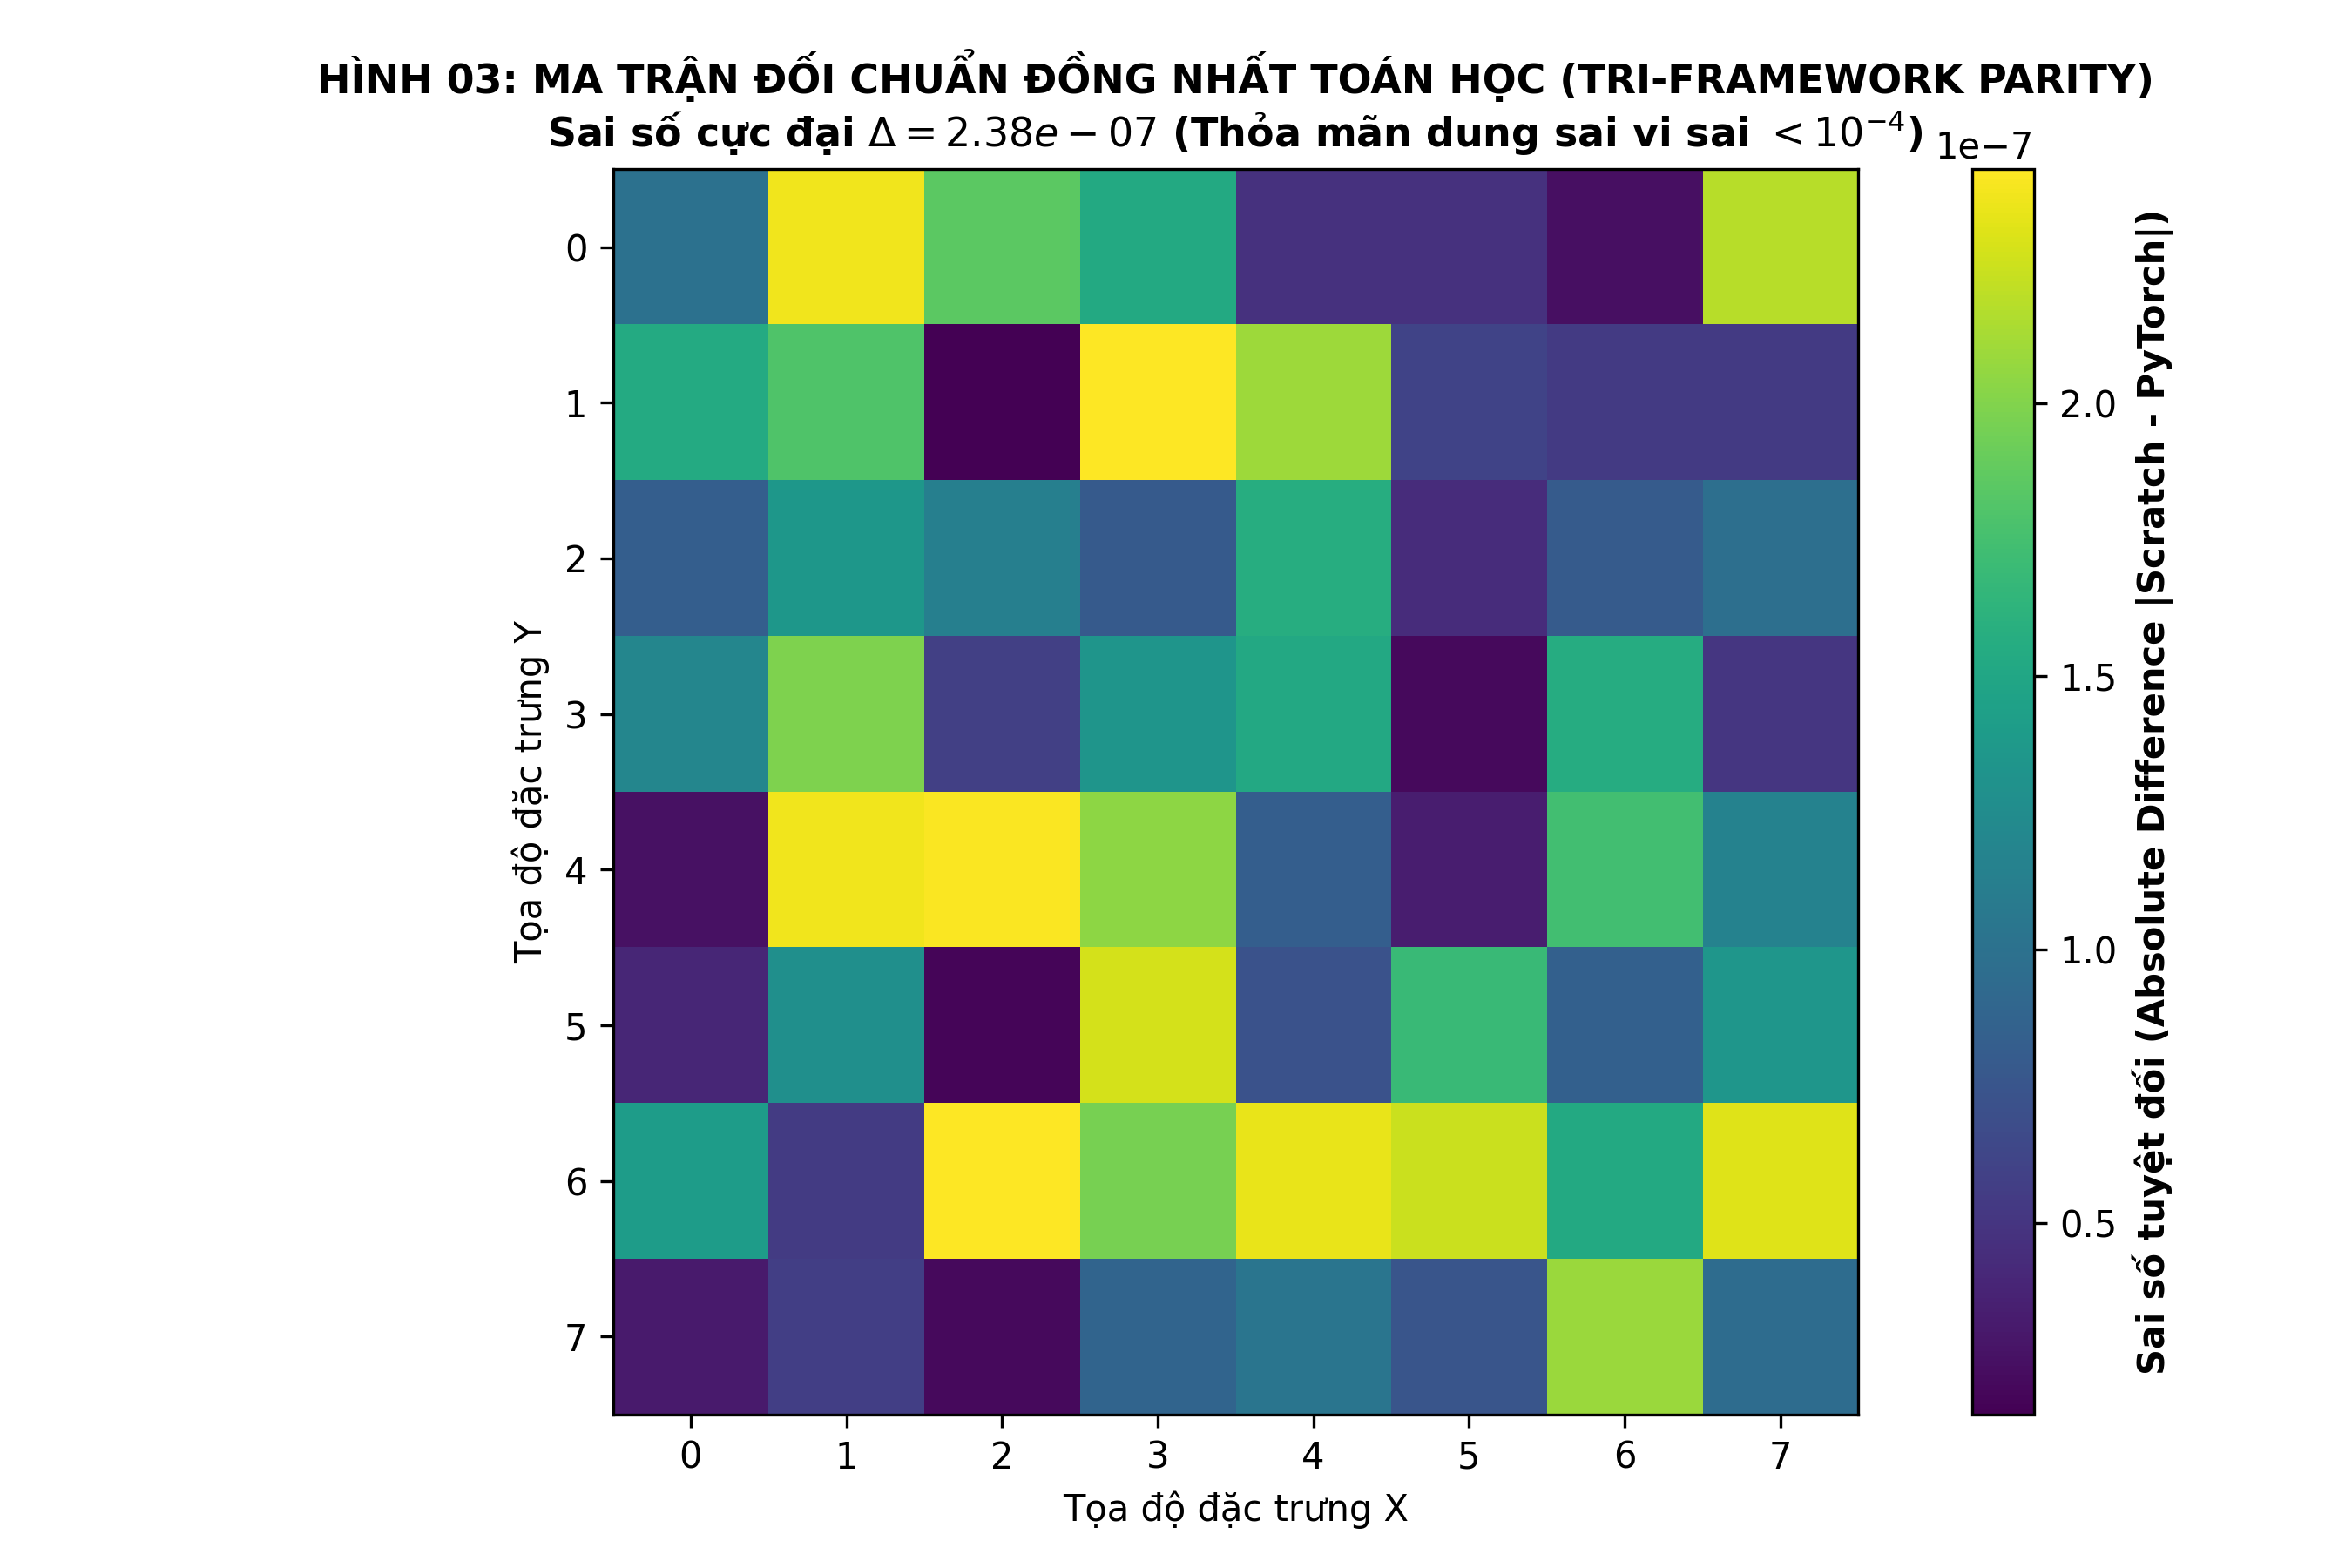 HÌNH 03: MA TRẬN ĐỐI CHUẨN ĐỒNG NHẤT TOÁN HỌC (TRI-FRAMEWORK PARITY)
Sai số cực đại Δ = 2.38e − 07 (Thỏa mãn dung sai vi sai < 10⁻⁴)
1e−7
0
1
2
3
4
5
6
7
Tọa độ đặc trưng Y
0 1 2 3 4 5 6 7
Tọa độ đặc trưng X
2.0
1.5
1.0
0.5
Sai số tuyệt đối (Absolute Difference |Scratch - PyTorch|)